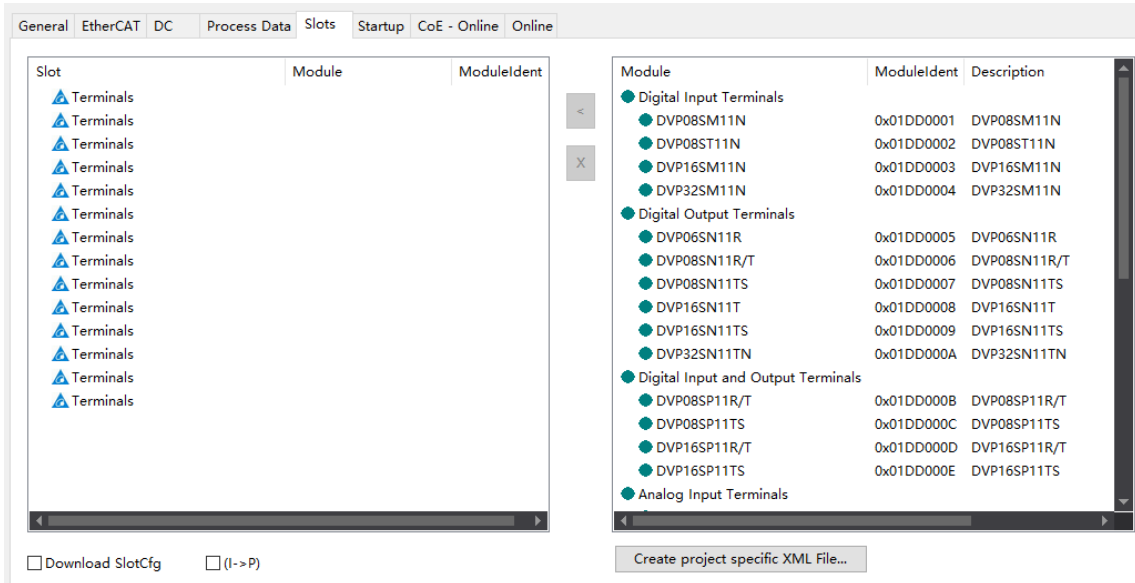 General EtherCAT DC Process Data Slots Startup CoE - Online Online
Slot Module ModuleIdent
Terminals
Terminals
Terminals
Terminals
Terminals
Terminals
Terminals
Terminals
Terminals
Terminals
Terminals
Terminals
Terminals
Terminals
<
X
Module ModuleIdent Description
Digital Input Terminals
DVP08SM11N 0x01DD0001 DVP08SM11N
DVP08ST11N 0x01DD0002 DVP08ST11N
DVP16SM11N 0x01DD0003 DVP16SM11N
DVP32SM11N 0x01DD0004 DVP32SM11N
Digital Output Terminals
DVP06SN11R 0x01DD0005 DVP06SN11R
DVP08SN11R/T 0x01DD0006 DVP08SN11R/T
DVP08SN11TS 0x01DD0007 DVP08SN11TS
DVP16SN11T 0x01DD0008 DVP16SN11T
DVP16SN11TS 0x01DD0009 DVP16SN11TS
DVP32SN11TN 0x01DD000A DVP32SN11TN
Digital Input and Output Terminals
DVP08SP11R/T 0x01DD000B DVP08SP11R/T
DVP08SP11TS 0x01DD000C DVP08SP11TS
DVP16SP11R/T 0x01DD000D DVP16SP11R/T
DVP16SP11TS 0x01DD000E DVP16SP11TS
Analog Input Terminals
Download SlotCfg (I->P)
Create project specific XML File...